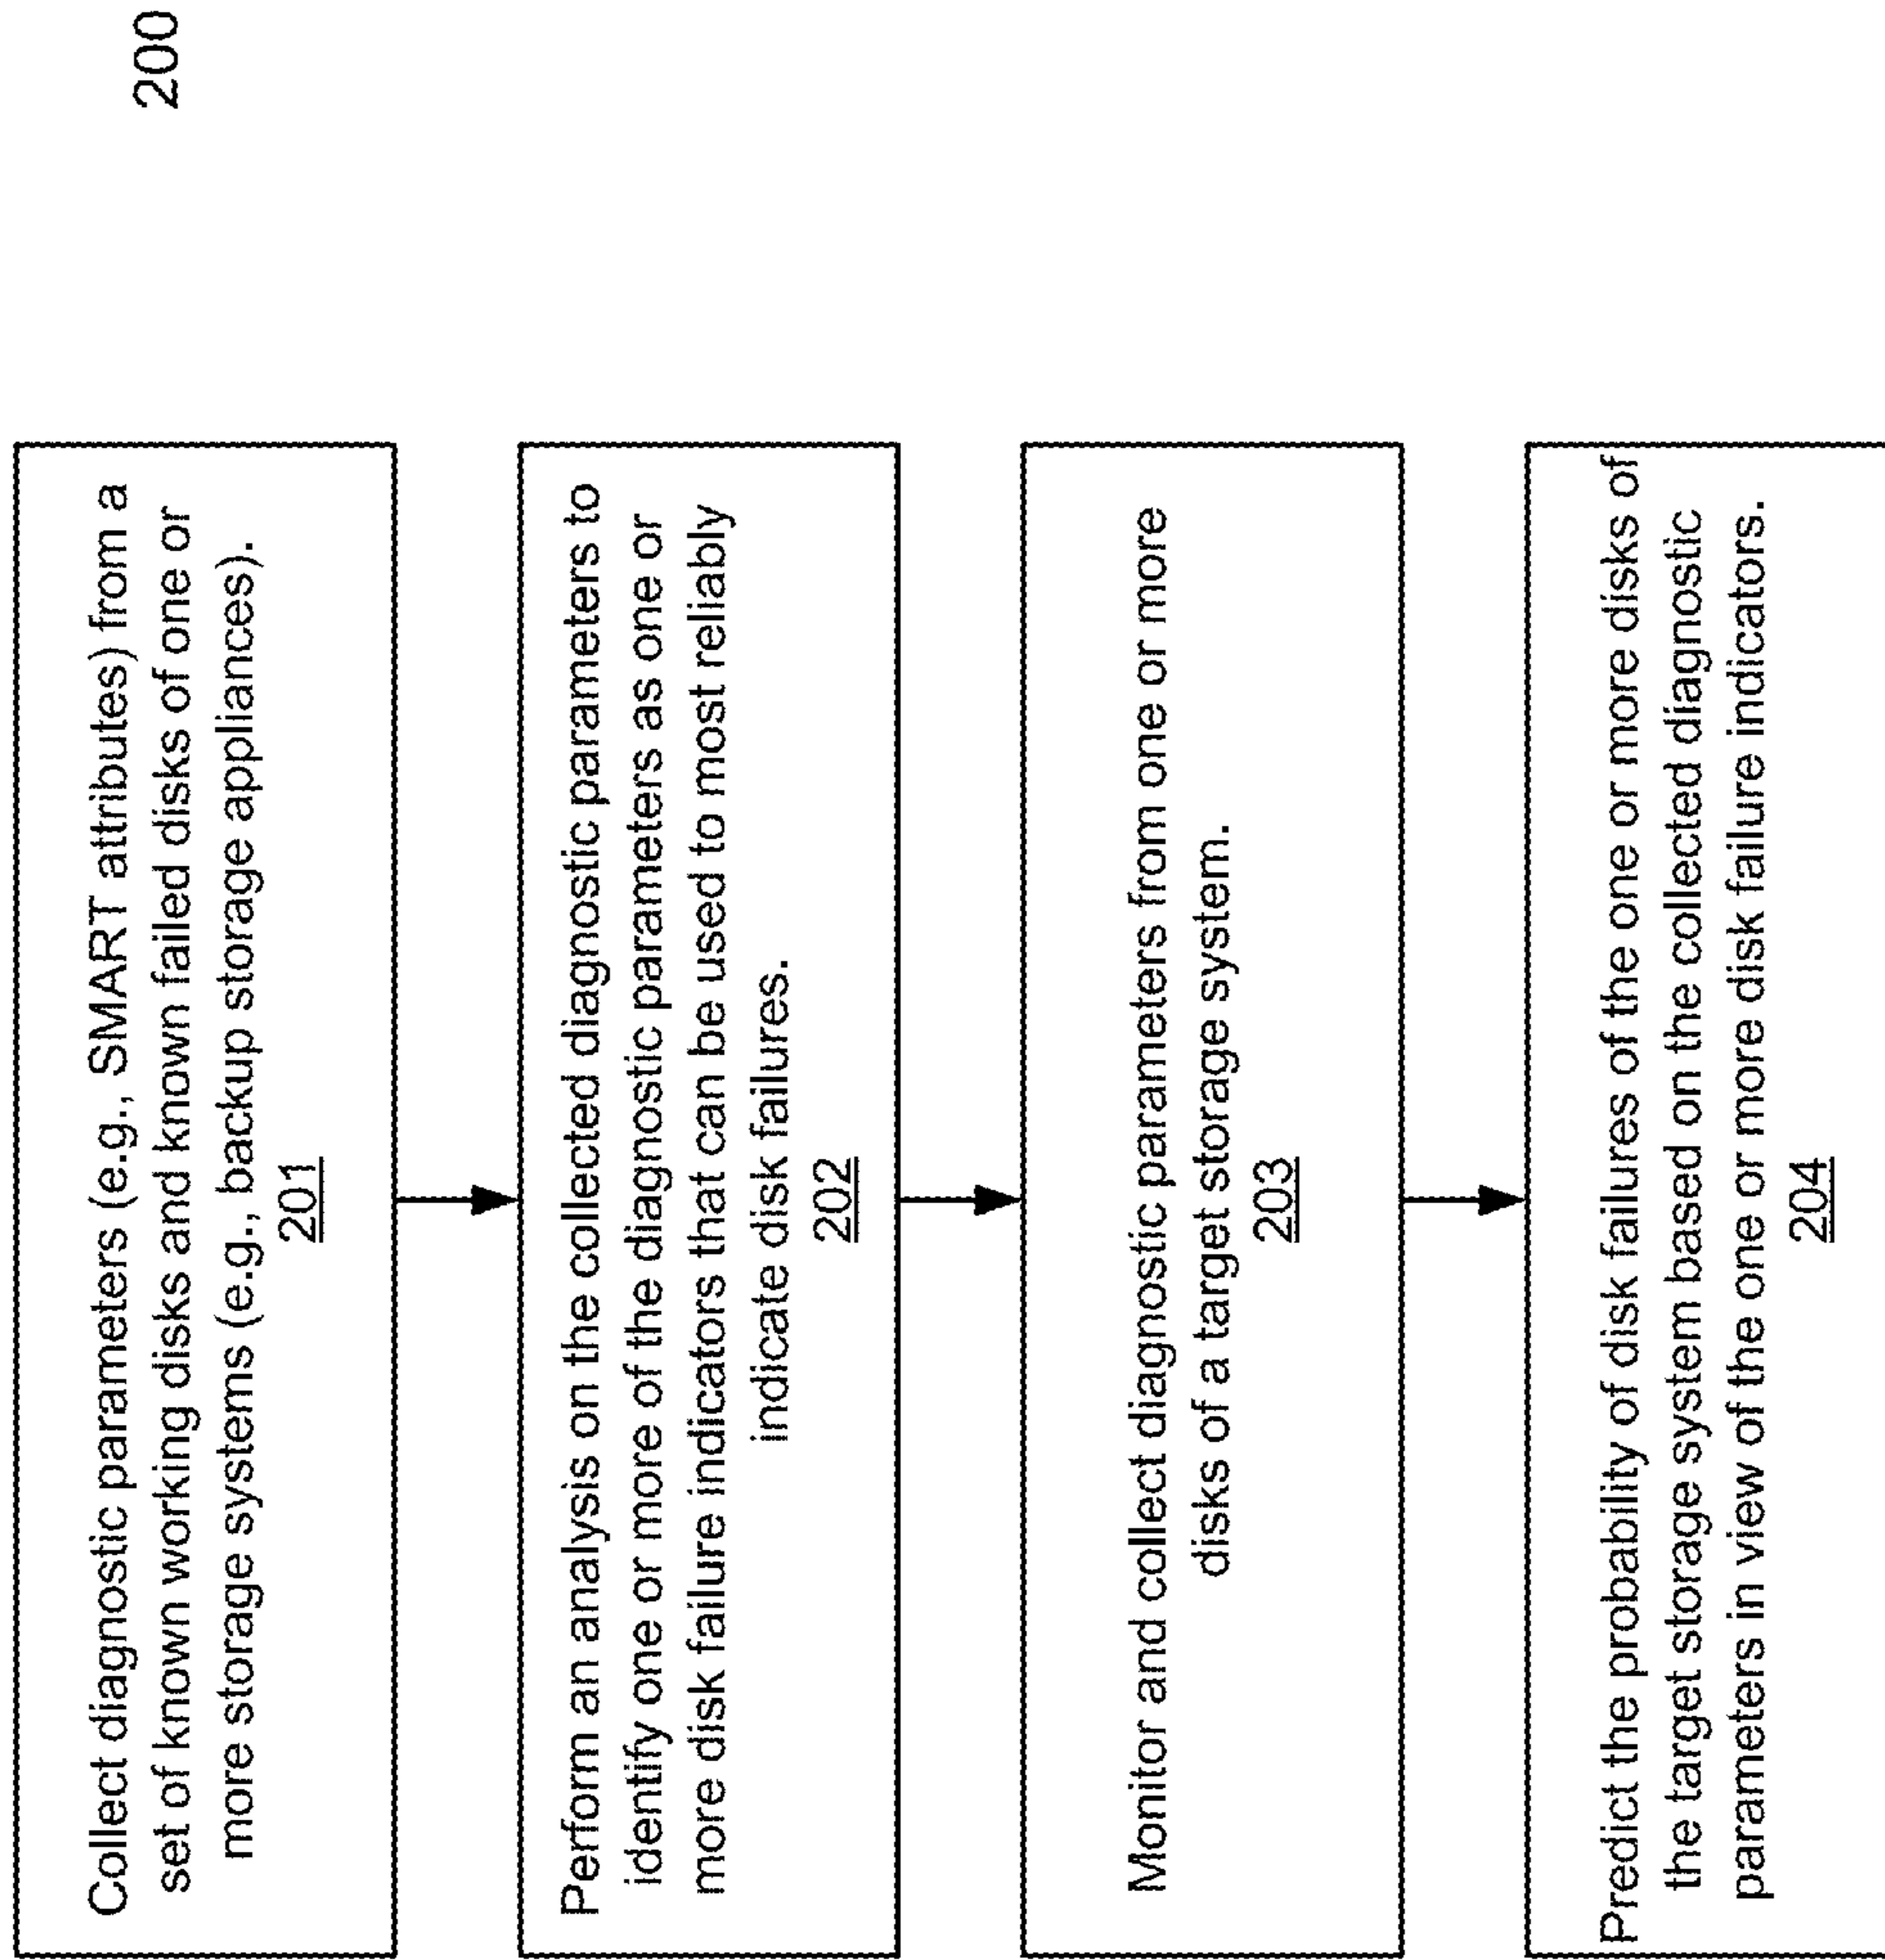 200
Collect diagnostic parameters (e.g., SMART attributes) from a
set of known working disks and known failed disks of one or
more storage systems (e.g., backup storage appliances).
201
Perform an analysis on the collected diagnostic parameters to
identify one or more of the diagnostic parameters as one or
more disk failure indicators that can be used to most reliably
indicate disk failures.
202
Monitor and collect diagnostic parameters from one or more
disks of a target storage system.
203
Predict the probability of disk failures of the one or more disks of
the target storage system based on the collected diagnostic
parameters in view of the one or more disk failure indicators.
204